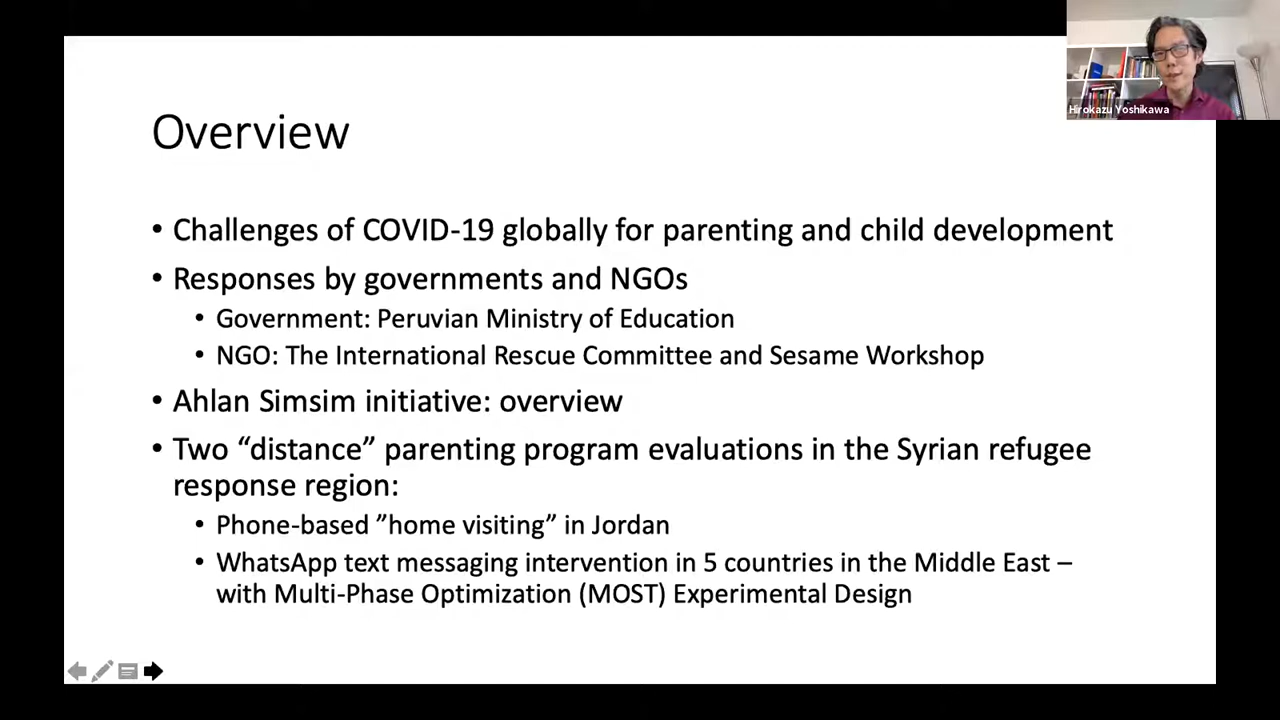 Hirokazu Yoshikawa
Overview
• Challenges of COVID-19 globally for parenting and child development
• Responses by governments and NGOs
• Government: Peruvian Ministry of Education
• NGO: The International Rescue Committee and Sesame Workshop
• Ahlan Simsim initiative: overview
• Two “distance” parenting program evaluations in the Syrian refugee
response region:
• Phone-based ”home visiting” in Jordan
• WhatsApp text messaging intervention in 5 countries in the Middle East –
with Multi-Phase Optimization (MOST) Experimental Design